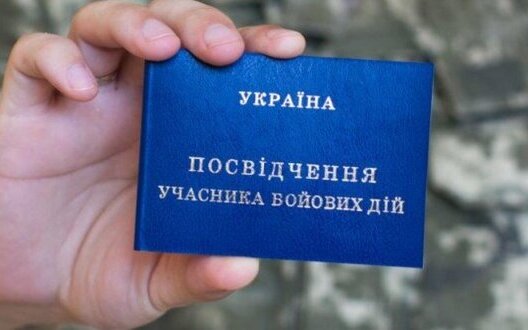 УКРАЇНА
ПОСВІДЧЕННЯ
УЧАСНИКА БОЙОВИХ ДІЙ